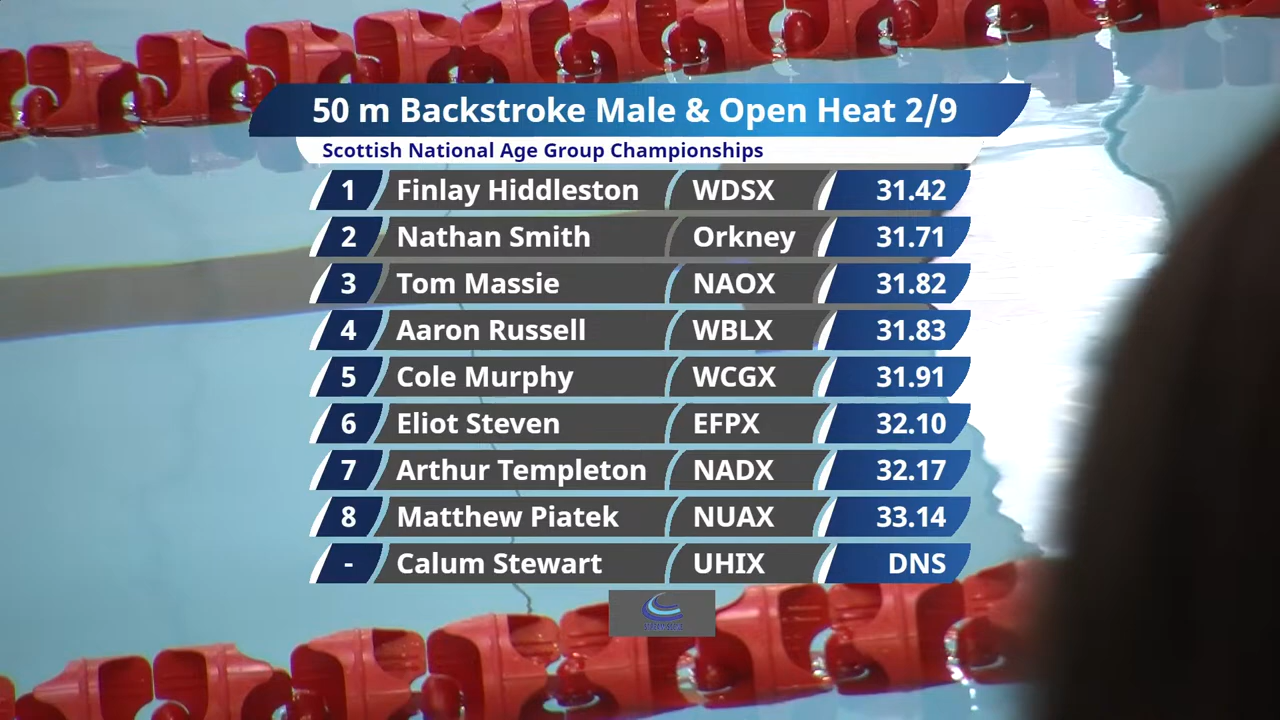 50 m Backstroke Male & Open Heat 2/9
Scottish National Age Group Championships
1 Finlay Hiddleston WDSX 31.42
2 Nathan Smith Orkney 31.71
3 Tom Massie NAOX 31.82
4 Aaron Russell WBLX 31.83
5 Cole Murphy WCGX 31.91
6 Eliot Steven EFPX 32.10
7 Arthur Templeton NADX 32.17
8 Matthew Piatek NUAX 33.14
- Calum Stewart UHIX DNS